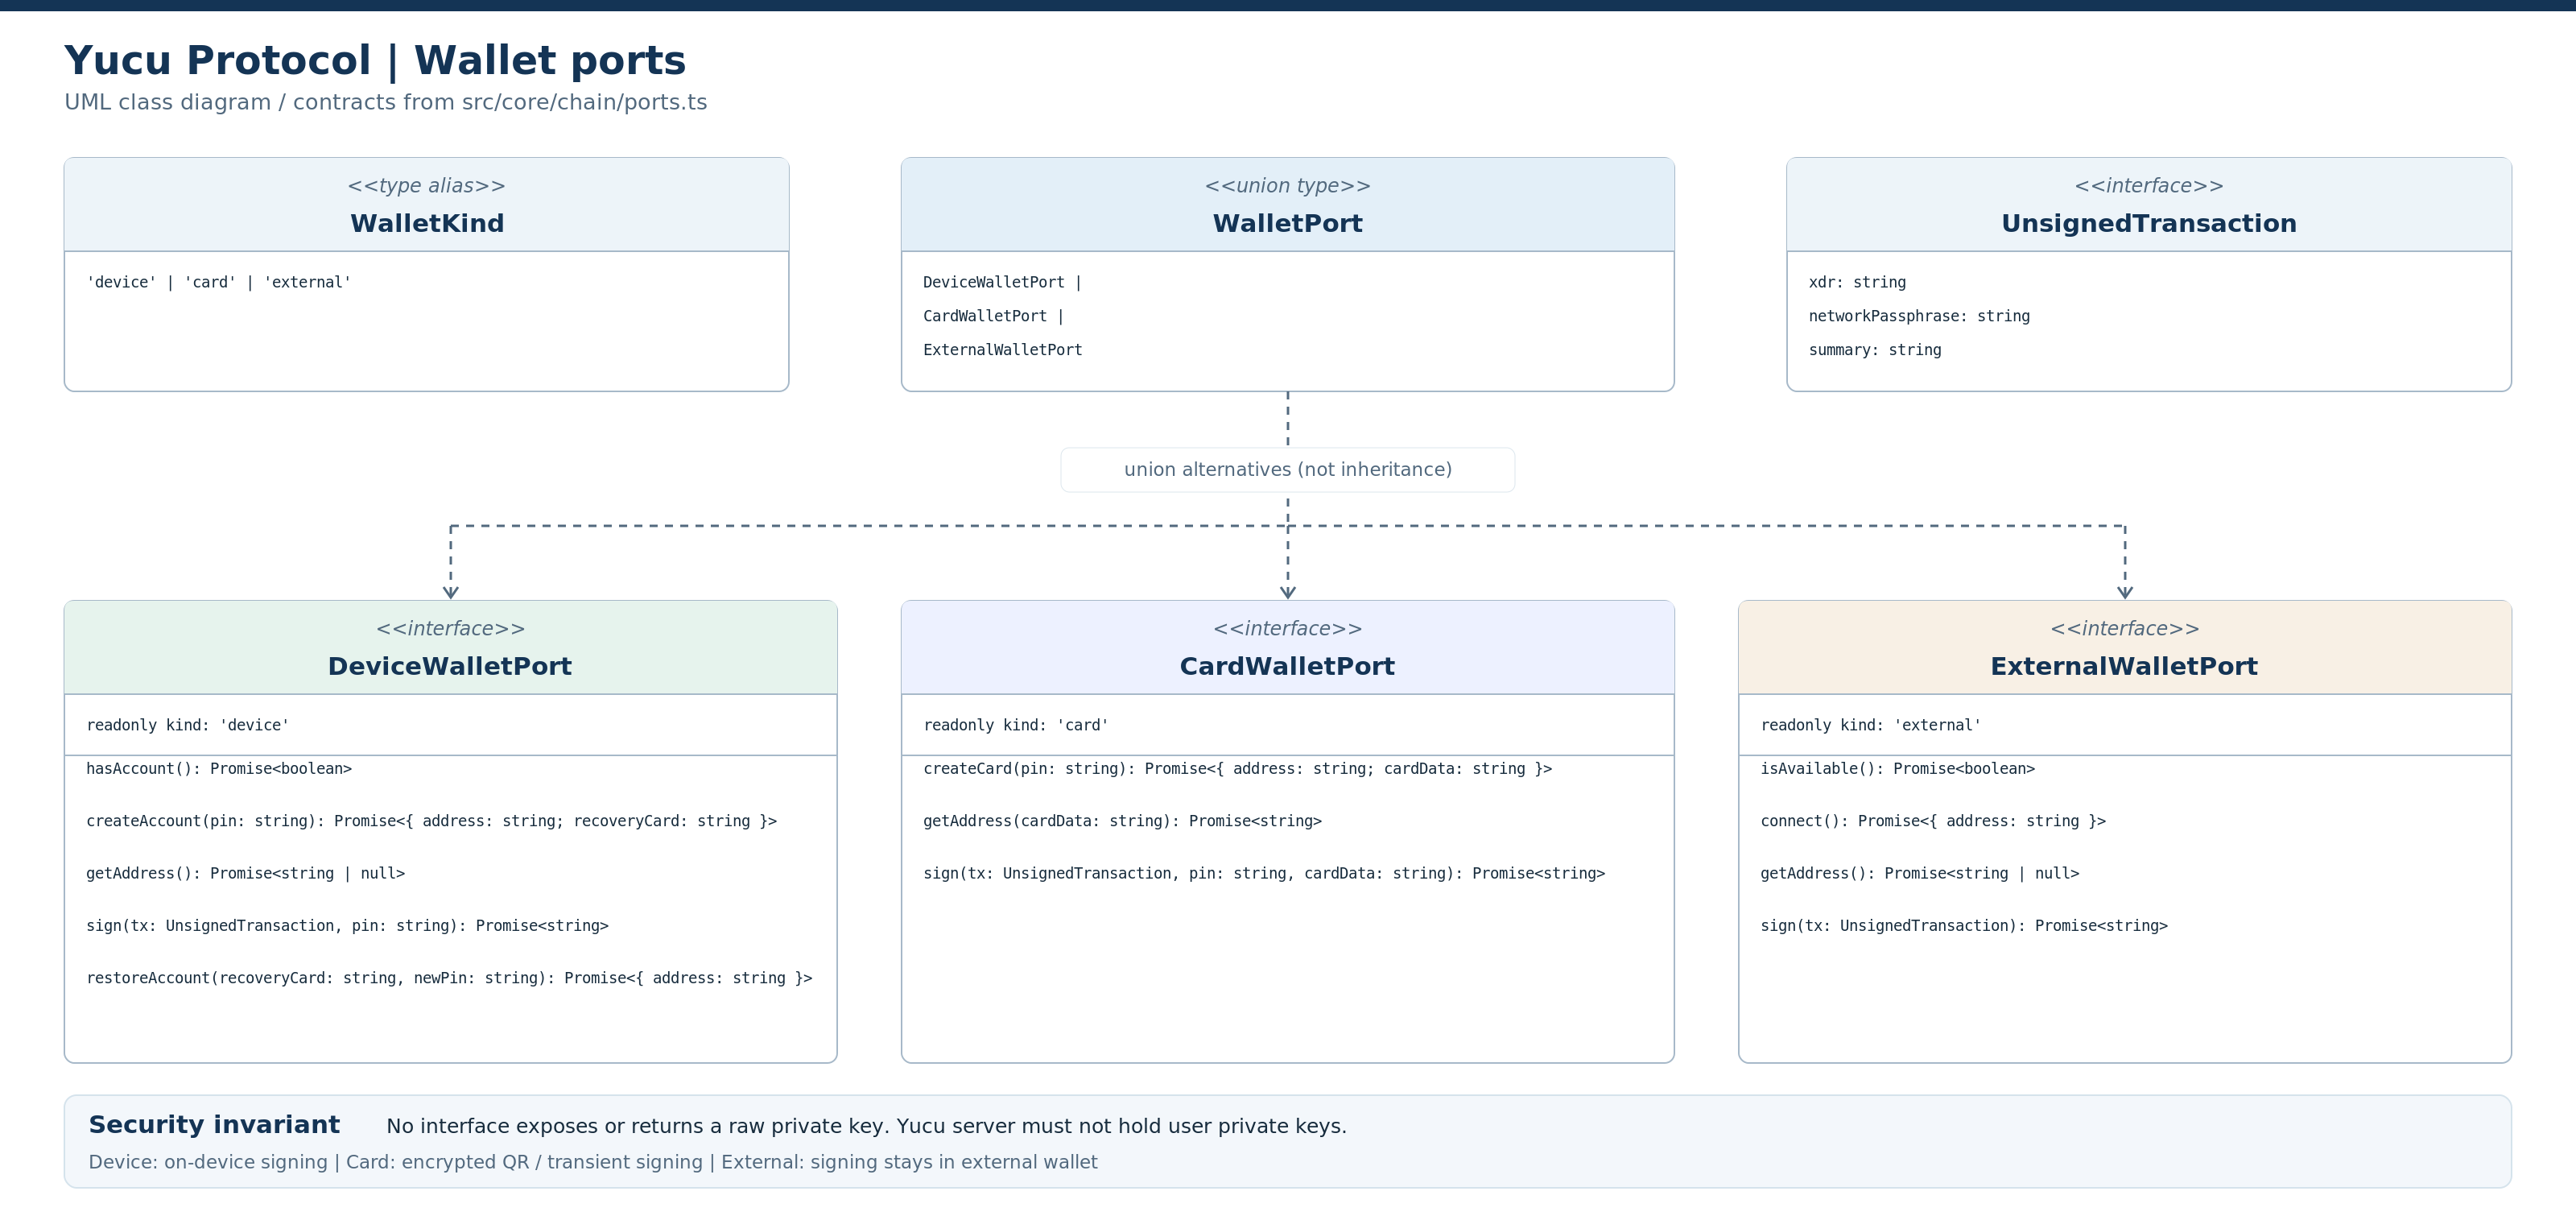 Yucu Protocol | Wallet ports
UML class diagram / contracts from src/core/chain/ports.ts
<<type alias>>
WalletKind
'device' | 'card' | 'external'
<<union type>>
WalletPort
DeviceWalletPort |
CardWalletPort |
ExternalWalletPort
<<interface>>
UnsignedTransaction
xdr: string
networkPassphrase: string
summary: string
union alternatives (not inheritance)
<<interface>>
DeviceWalletPort
readonly kind: 'device'
hasAccount(): Promise<boolean>
createAccount(pin: string): Promise<{ address: string; recoveryCard: string }>
getAddress(): Promise<string | null>
sign(tx: UnsignedTransaction, pin: string): Promise<string>
restoreAccount(recoveryCard: string, newPin: string): Promise<{ address: string }>
<<interface>>
CardWalletPort
readonly kind: 'card'
createCard(pin: string): Promise<{ address: string; cardData: string }>
getAddress(cardData: string): Promise<string>
sign(tx: UnsignedTransaction, pin: string, cardData: string): Promise<string>
<<interface>>
ExternalWalletPort
readonly kind: 'external'
isAvailable(): Promise<boolean>
connect(): Promise<{ address: string }>
getAddress(): Promise<string | null>
sign(tx: UnsignedTransaction): Promise<string>
Security invariant No interface exposes or returns a raw private key. Yucu server must not hold user private keys.
Device: on-device signing | Card: encrypted QR / transient signing | External: signing stays in external wallet